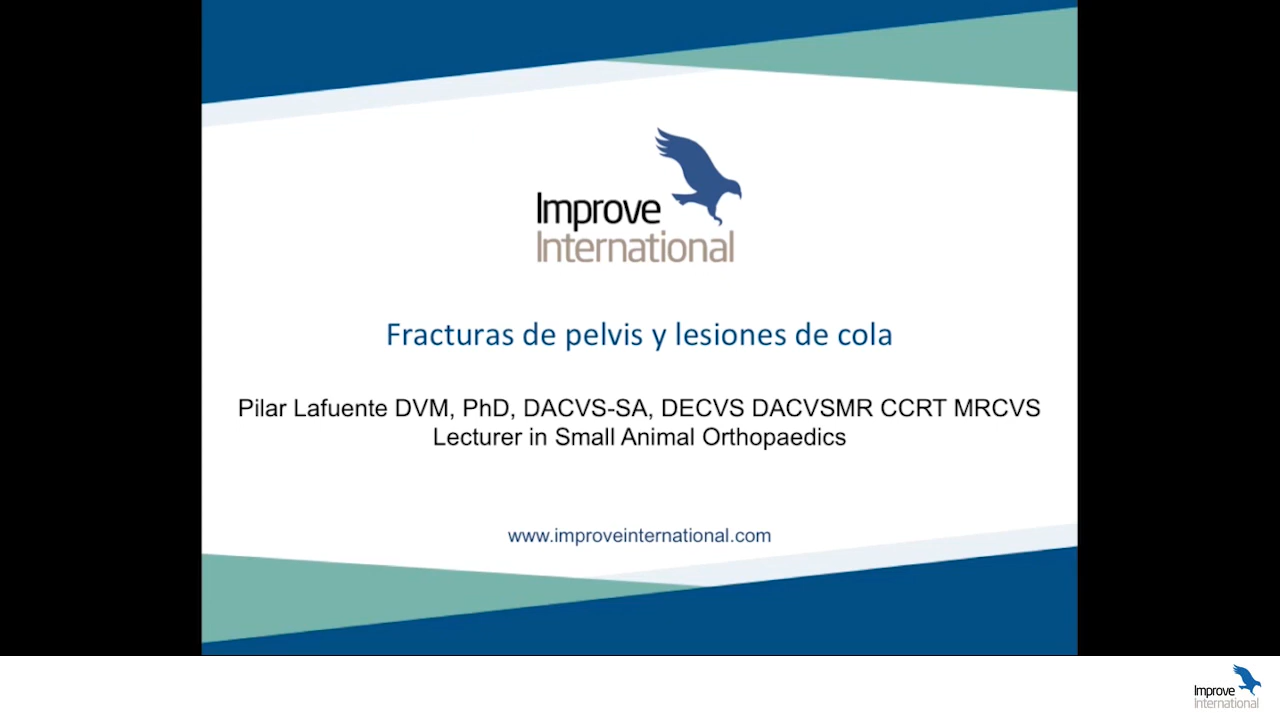 Improve
International
Fracturas de pelvis y lesiones de cola
Pilar Lafuente DVM, PhD, DACVS-SA, DECVS DACVSMR CCRT MRCVS
Lecturer in Small Animal Orthopaedics
www.improveinternational.com
Improve
International